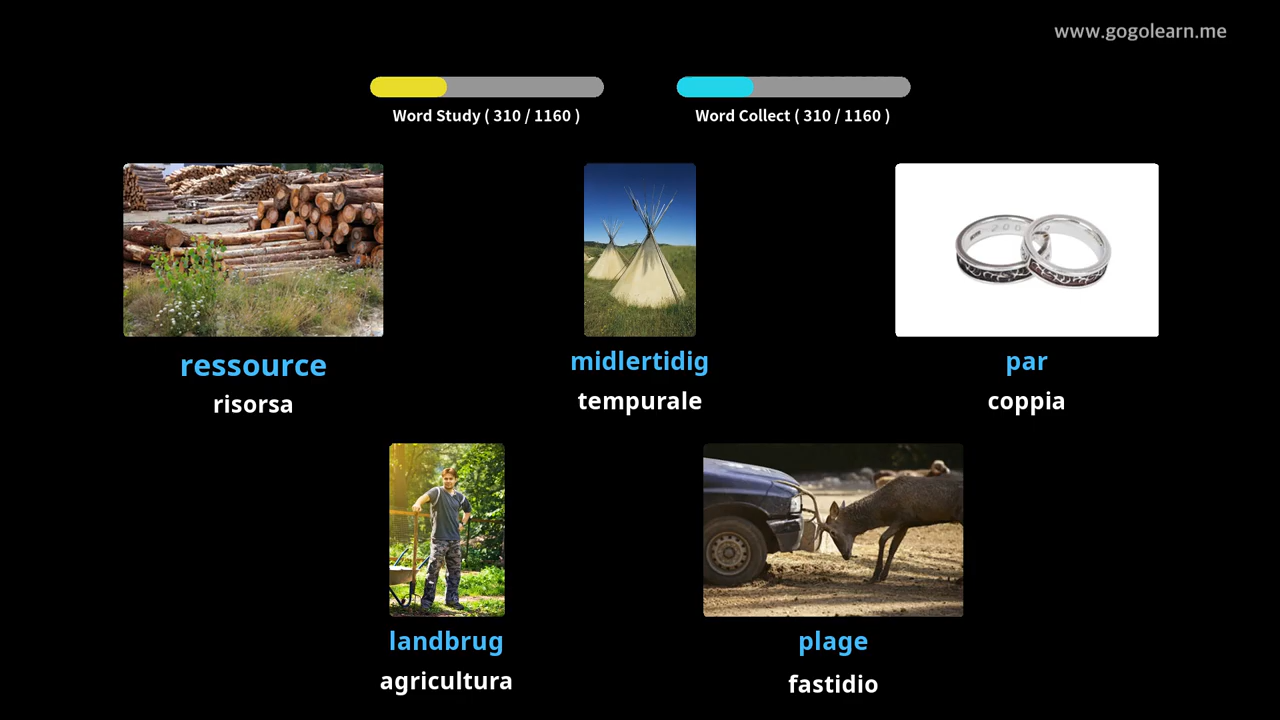 www.gogolearn.me
Word Study ( 310 / 1160 )
Word Collect ( 310 / 1160 )
ressource
risorsa
midlertidig
tempurale
par
coppia
landbrug
agricultura
plage
fastidio